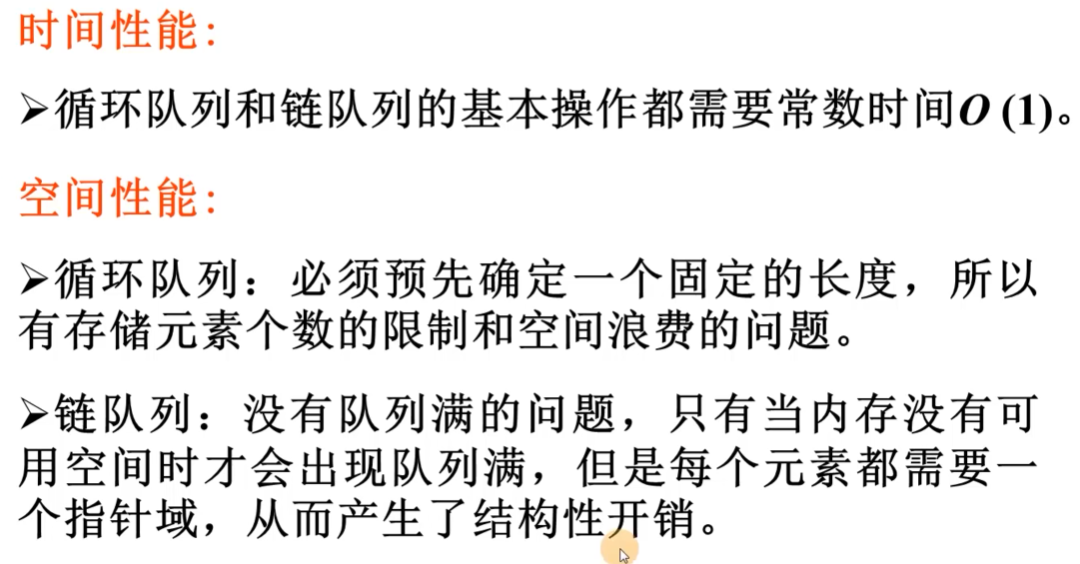 时间性能:
➢循环队列和链队列的基本操作都需要常数时间O (1)。
空间性能:
➢循环队列：必须预先确定一个固定的长度，所以
有存储元素个数的限制和空间浪费的问题。
➢链队列：没有队列满的问题，只有当内存没有可
用空间时才会出现队列满，但是每个元素都需要一
个指针域，从而产生了结构性开销。